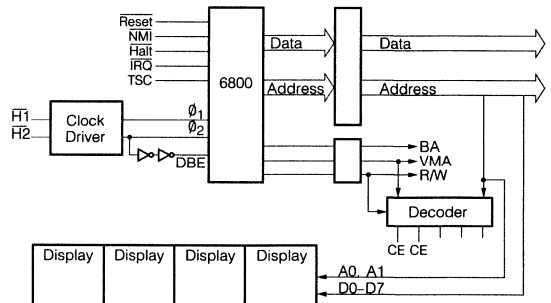 Reset
NMI
Halt
IRQ
TSC
6800
Data
Data
Address
Address
H1
H2
Clock
Driver
Ø1
Ø2
DBE
BA
VMA
R/W
Decoder
CE CE
Display Display Display Display
A0, A1
D0–D7